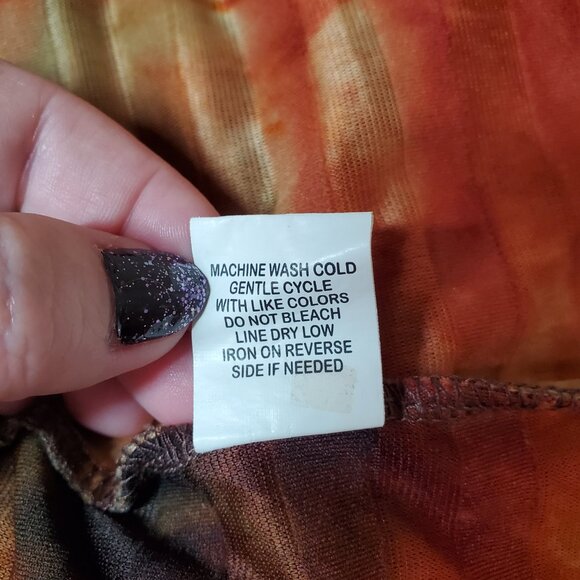 MACHINE WASH COLD
GENTLE CYCLE
WITH LIKE COLORS
DO NOT BLEACH
LINE DRY LOW
IRON ON REVERSE
SIDE IF NEEDED